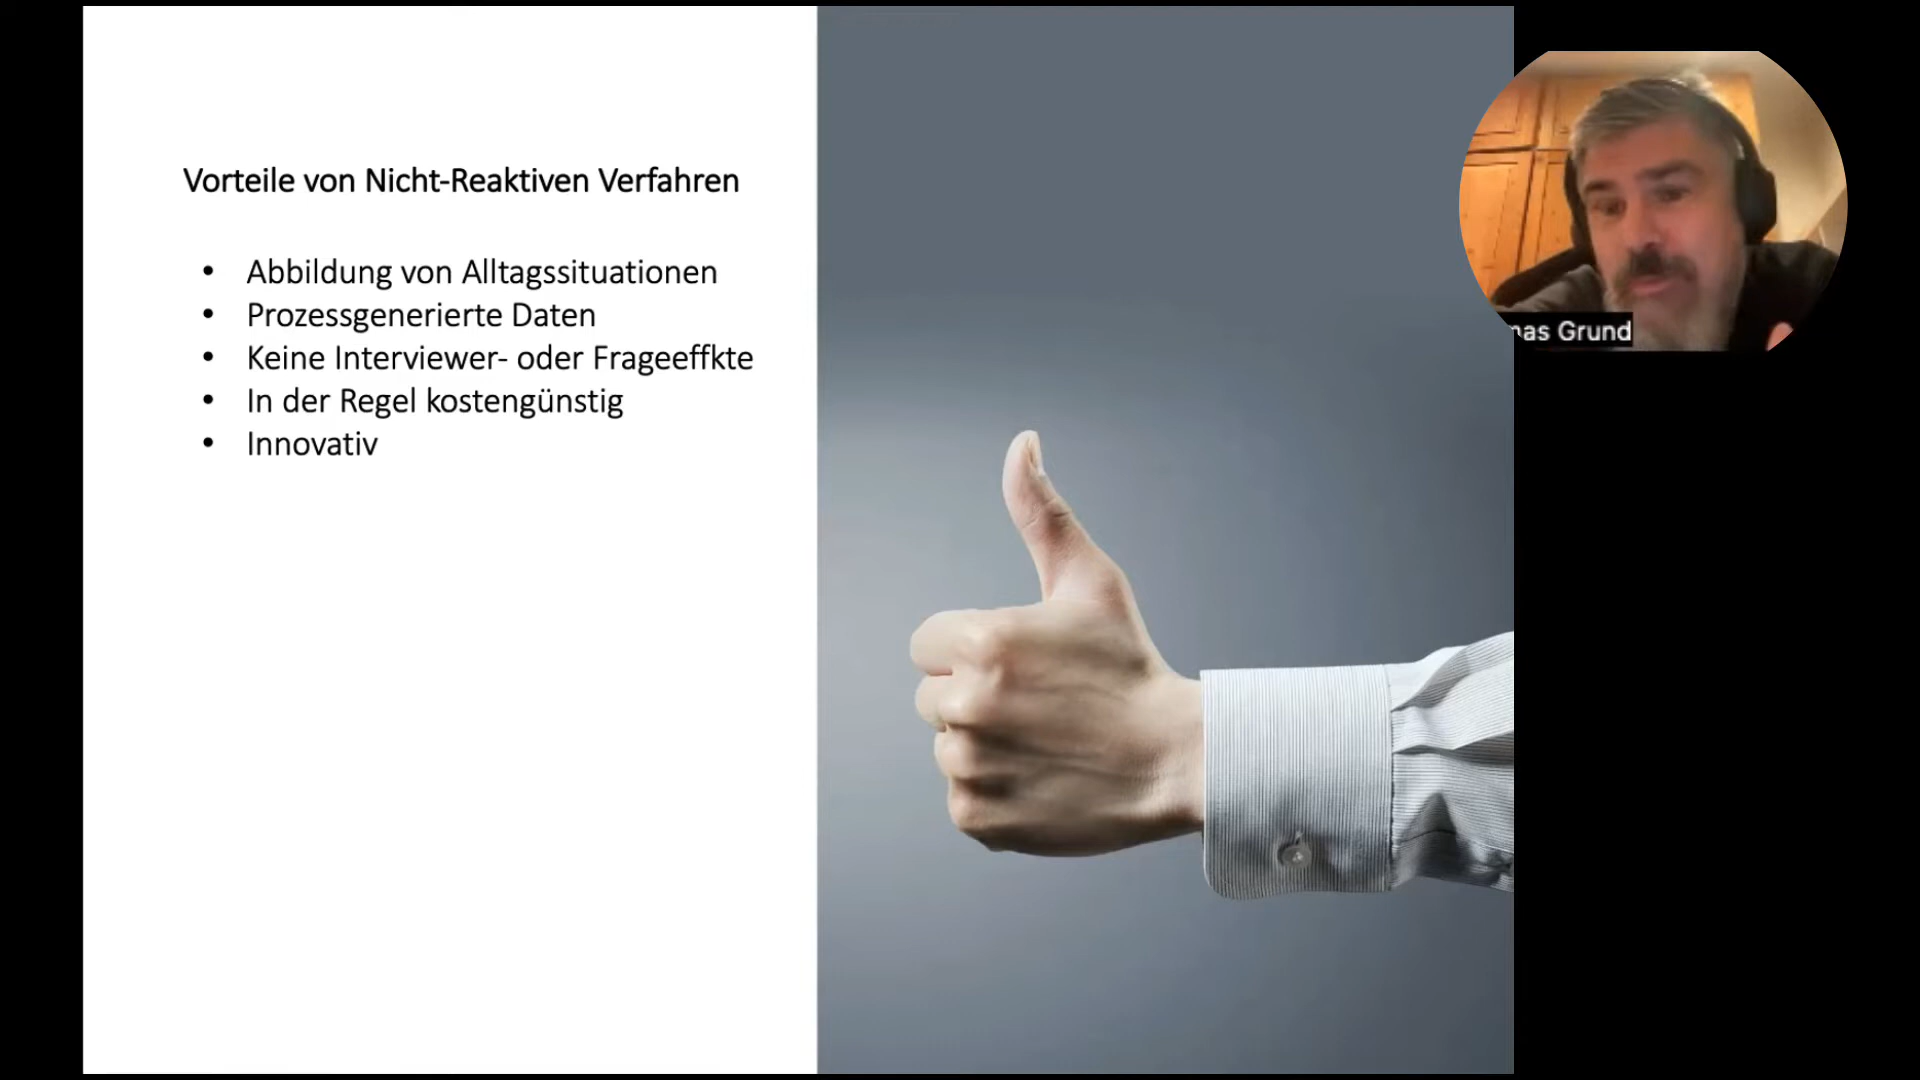 Vorteile von Nicht-Reaktiven Verfahren
• Abbildung von Alltagssituationen
• Prozessgenerierte Daten
• Keine Interviewer- oder Frageeffkte
• In der Regel kostengünstig
• Innovativ
mas Grund